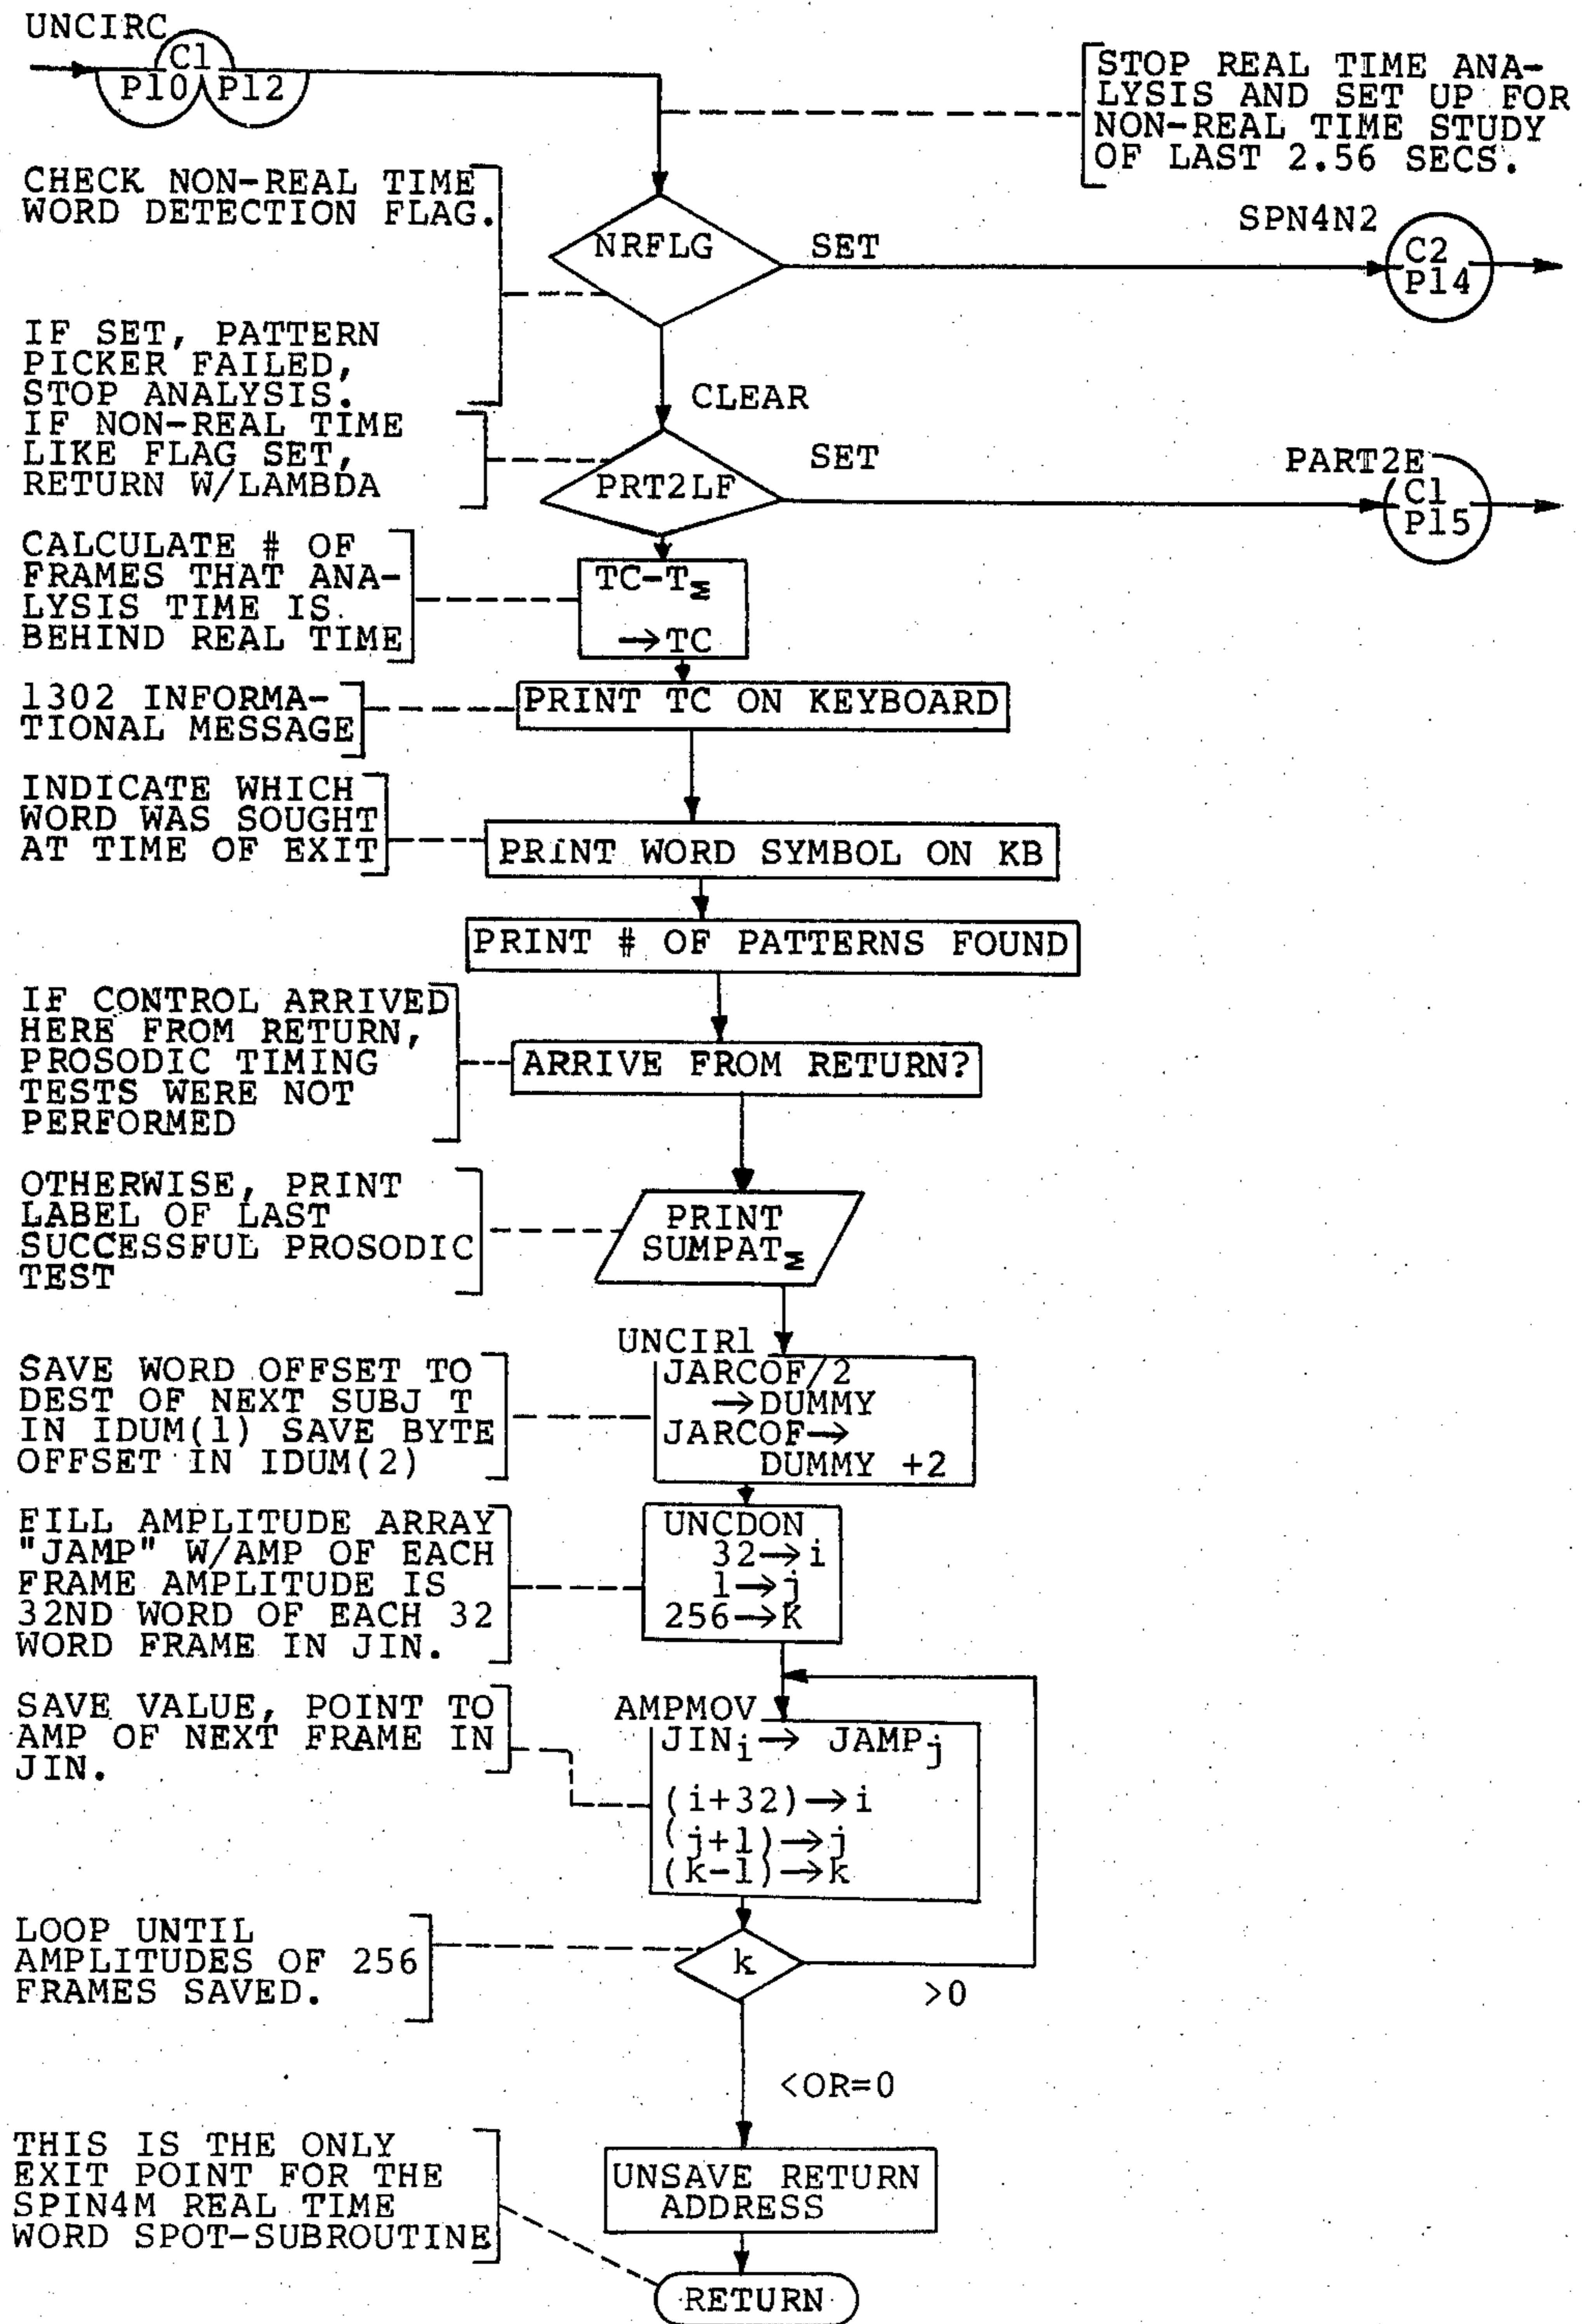 UNCIRC
C1
P10 P12
STOP REAL TIME ANA-
LYSIS AND SET UP FOR
NON-REAL TIME STUDY
OF LAST 2.56 SECS.
CHECK NON-REAL TIME
WORD DETECTION FLAG.
NRFLG
SET
SPN4N2
C2
P14
IF SET, PATTERN
PICKER FAILED,
STOP ANALYSIS.
CLEAR
IF NON-REAL TIME
LIKE FLAG SET,
RETURN W/LAMBDA
PRT2LF
SET
PART2E
C1
P15
CALCULATE # OF
FRAMES THAT ANA-
LYSIS TIME IS
BEHIND REAL TIME
TC-T_M
→TC
1302 INFORMA-
TIONAL MESSAGE
PRINT TC ON KEYBOARD
INDICATE WHICH
WORD WAS SOUGHT
AT TIME OF EXIT
PRINT WORD SYMBOL ON KB
PRINT # OF PATTERNS FOUND
IF CONTROL ARRIVED
HERE FROM RETURN,
PROSODIC TIMING
TESTS WERE NOT
PERFORMED
ARRIVE FROM RETURN?
OTHERWISE, PRINT
LABEL OF LAST
SUCCESSFUL PROSODIC
TEST
PRINT
SUMPAT_M
UNCIR1
SAVE WORD OFFSET TO
DEST OF NEXT SUBJ T
IN IDUM(1) SAVE BYTE
OFFSET IN IDUM(2)
JARCOF/2
→DUMMY
JARCOF→
DUMMY +2
FILL AMPLITUDE ARRAY
"JAMP" W/AMP OF EACH
FRAME AMPLITUDE IS
32ND WORD OF EACH 32
WORD FRAME IN JIN.
UNCDON
32→i
1→j
256→K
SAVE VALUE, POINT TO
AMP OF NEXT FRAME IN
JIN.
AMPMOV
JIN_i→ JAMP_j
(i+32)→i
(j+1)→j
(k-1)→k
LOOP UNTIL
AMPLITUDES OF 256
FRAMES SAVED.
k
>0
<OR=0
THIS IS THE ONLY
EXIT POINT FOR THE
SPIN4M REAL TIME
WORD SPOT-SUBROUTINE
UNSAVE RETURN
ADDRESS
RETURN